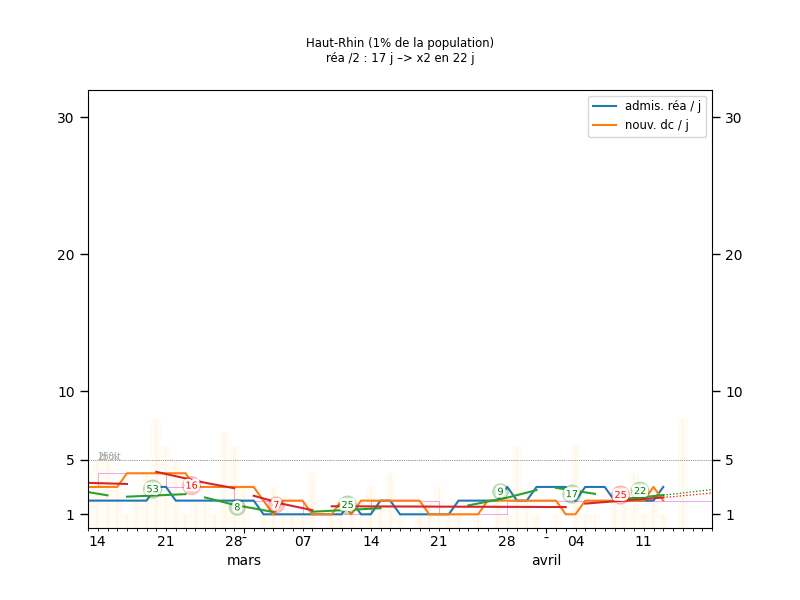 Haut-Rhin (1% de la population)
réa /2 : 17 j –> x2 en 22 j
admis. réa / j
nouv. dc / j
30 30
20 20
10 10
5 5
1 1
53 16 8 7 25 9 17 25 22
14 21 28 07 14 21 28 04 11
mars avril